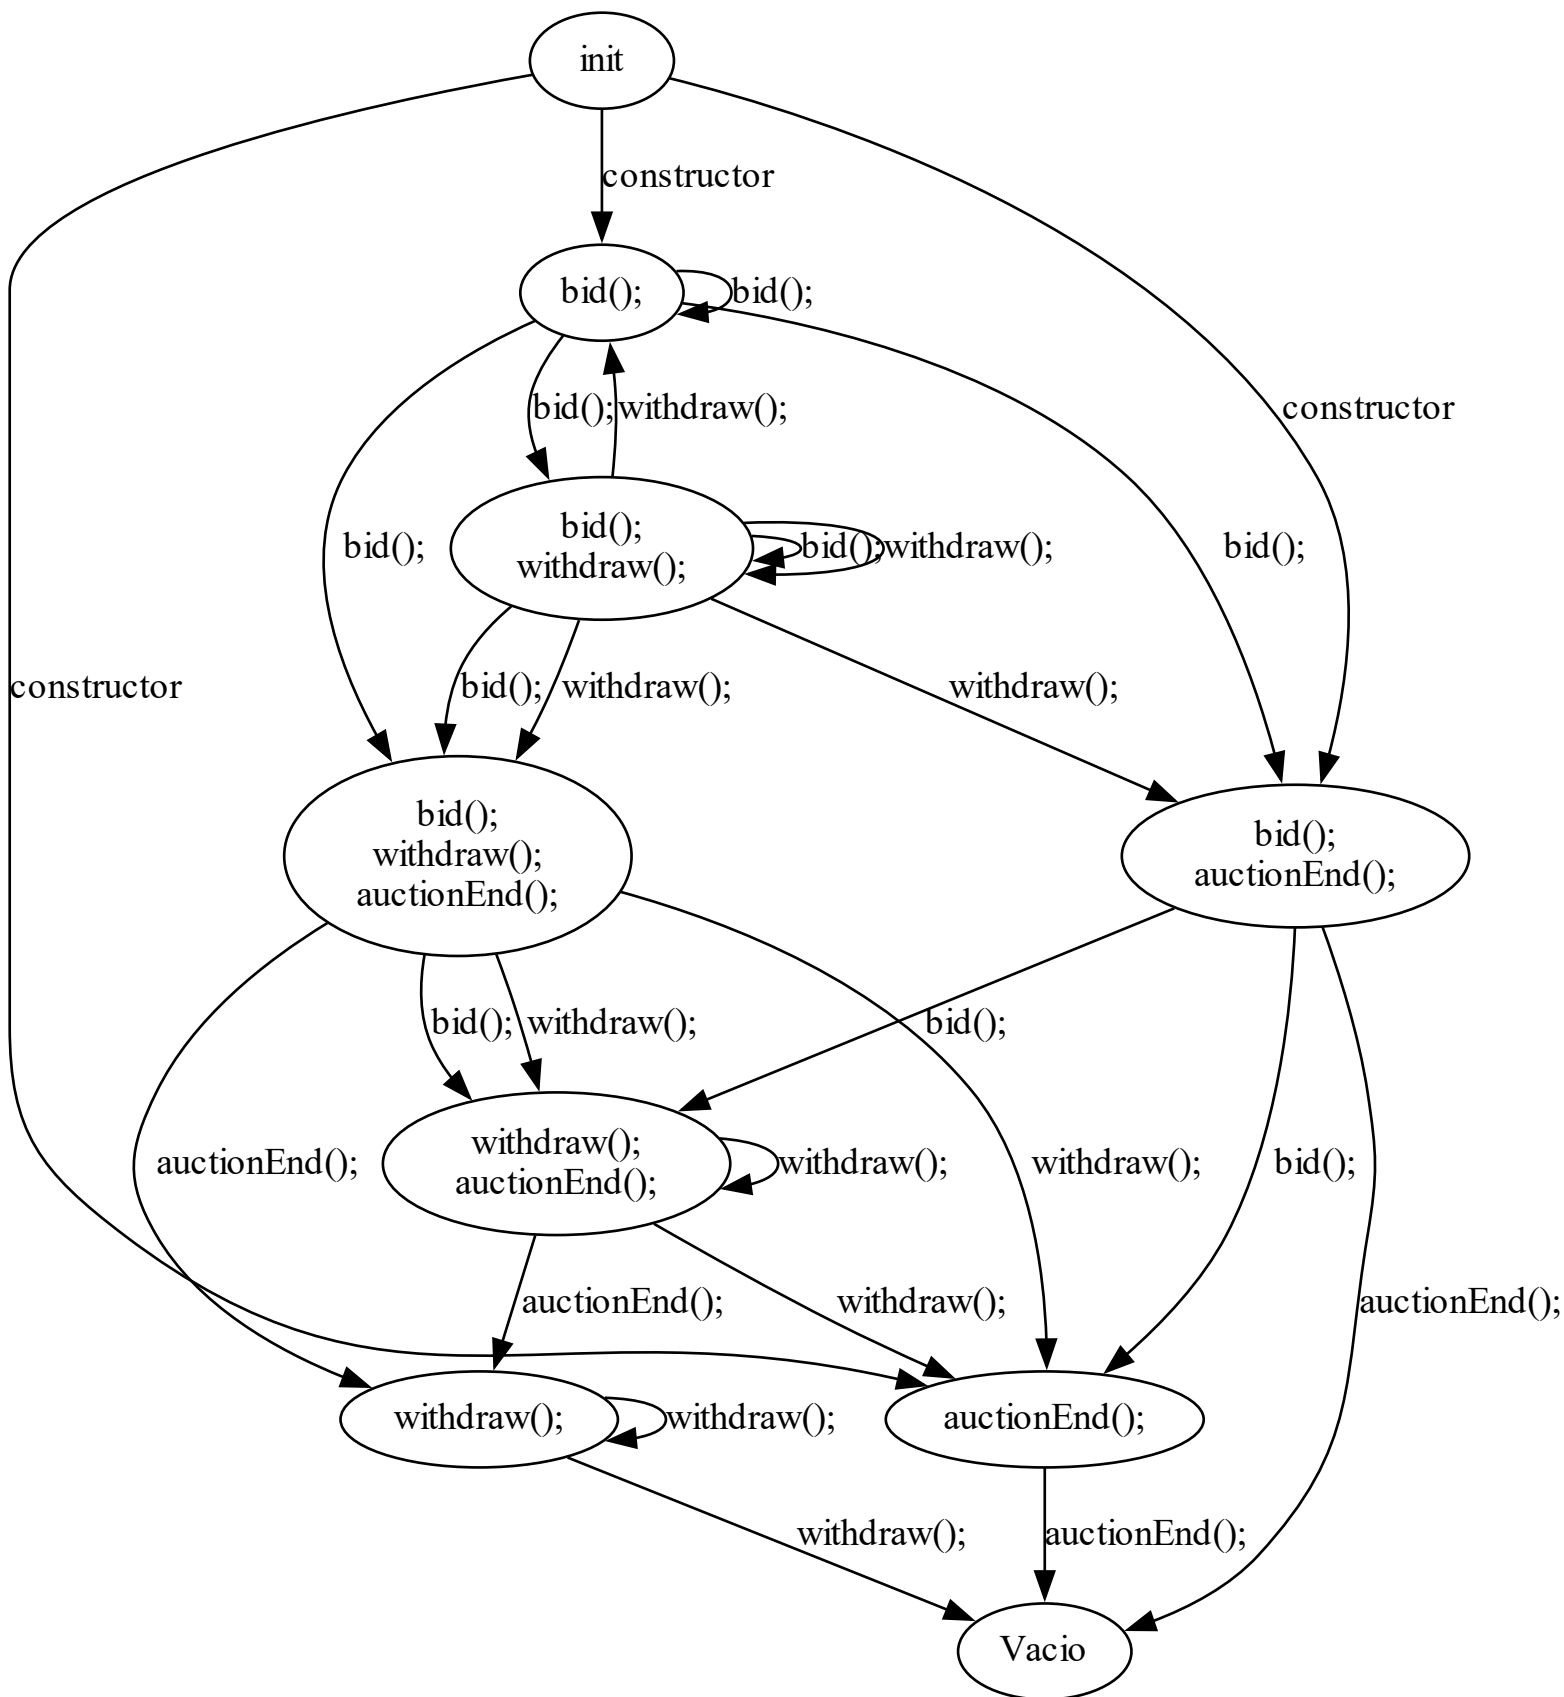 init
constructor
bid();
bid();
bid();
withdraw();
constructor
bid();
bid();
withdraw();
bid();
withdraw();
bid();
constructor
bid();
withdraw();
withdraw();
bid();
withdraw();
auctionEnd();
bid();
auctionEnd();
bid();
withdraw();
bid();
withdraw();
auctionEnd();
auctionEnd();
withdraw();
withdraw();
bid();
auctionEnd();
withdraw();
auctionEnd();
withdraw();
withdraw();
auctionEnd();
withdraw();
auctionEnd();
Vacio